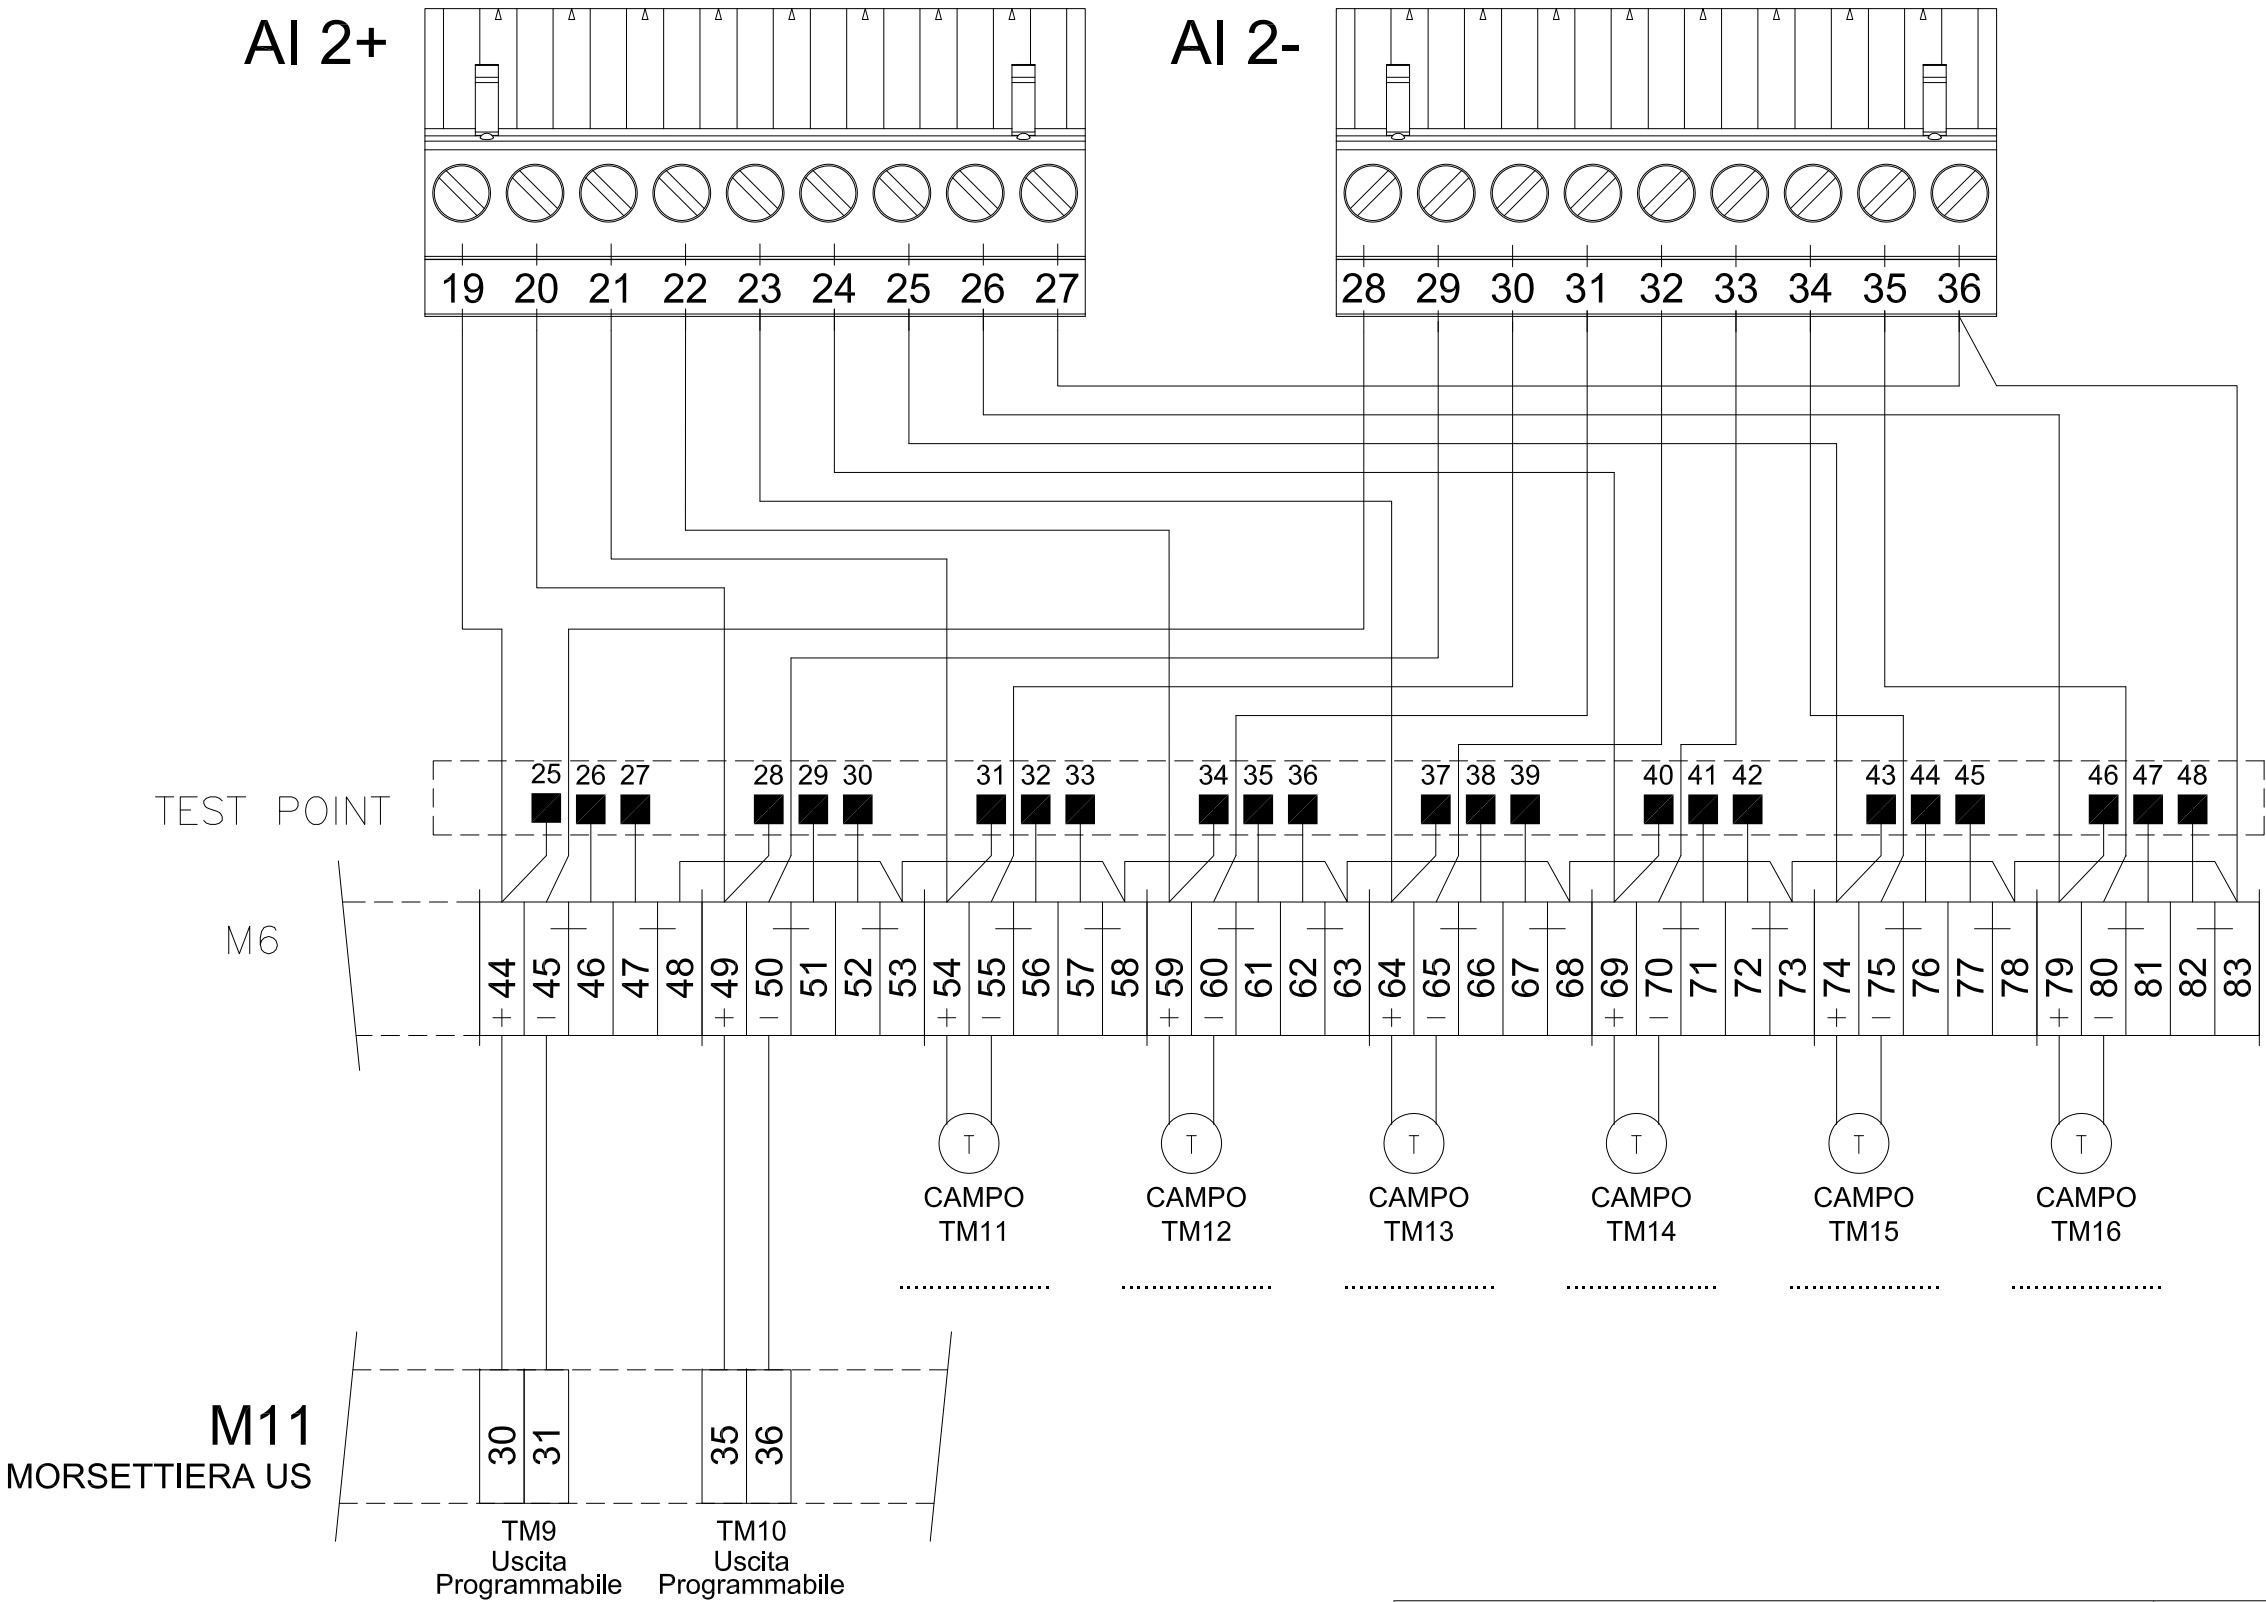 AI 2+
AI 2-
19 20 21 22 23 24 25 26 27
28 29 30 31 32 33 34 35 36
TEST POINT
25 26 27 28 29 30 31 32 33 34 35 36 37 38 39 40 41 42 43 44 45 46 47 48
M6
44 45 46 47 48 49 50 51 52 53 54 55 56 57 58 59 60 61 62 63 64 65 66 67 68 69 70 71 72 73 74 75 76 77 78 79 80 81 82 83
+ - + - + - + - + - + - + - + -
T T T T T T
CAMPO
TM11
CAMPO
TM12
CAMPO
TM13
CAMPO
TM14
CAMPO
TM15
CAMPO
TM16
M11
MORSETTIERA US
30 31 35 36
TM9
Uscita
Programmabile
TM10
Uscita
Programmabile